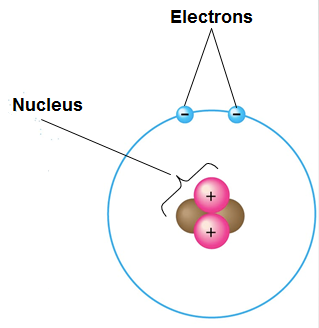 Electrons
Nucleus
− −
+
+